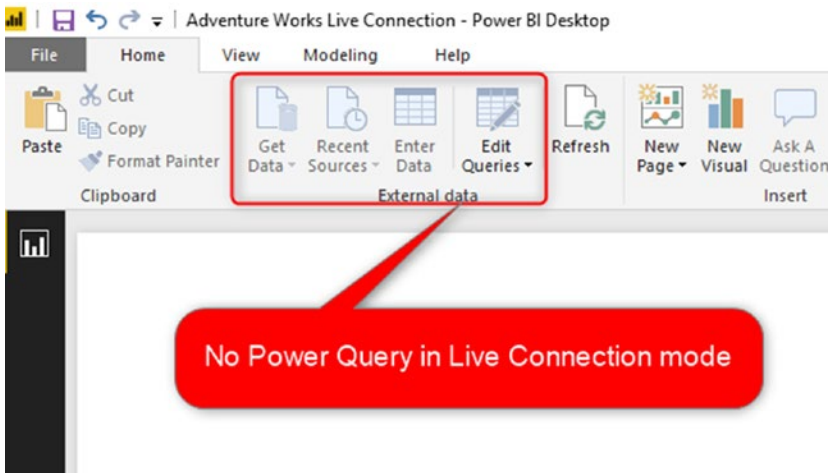 Adventure Works Live Connection - Power BI Desktop
File Home View Modeling Help
Paste
Cut
Copy
Format Painter
Clipboard
Get Data
Recent Sources
Enter Data
Edit Queries
External data
Refresh
New Page
New Visual
Ask A Question
Insert
No Power Query in Live Connection mode